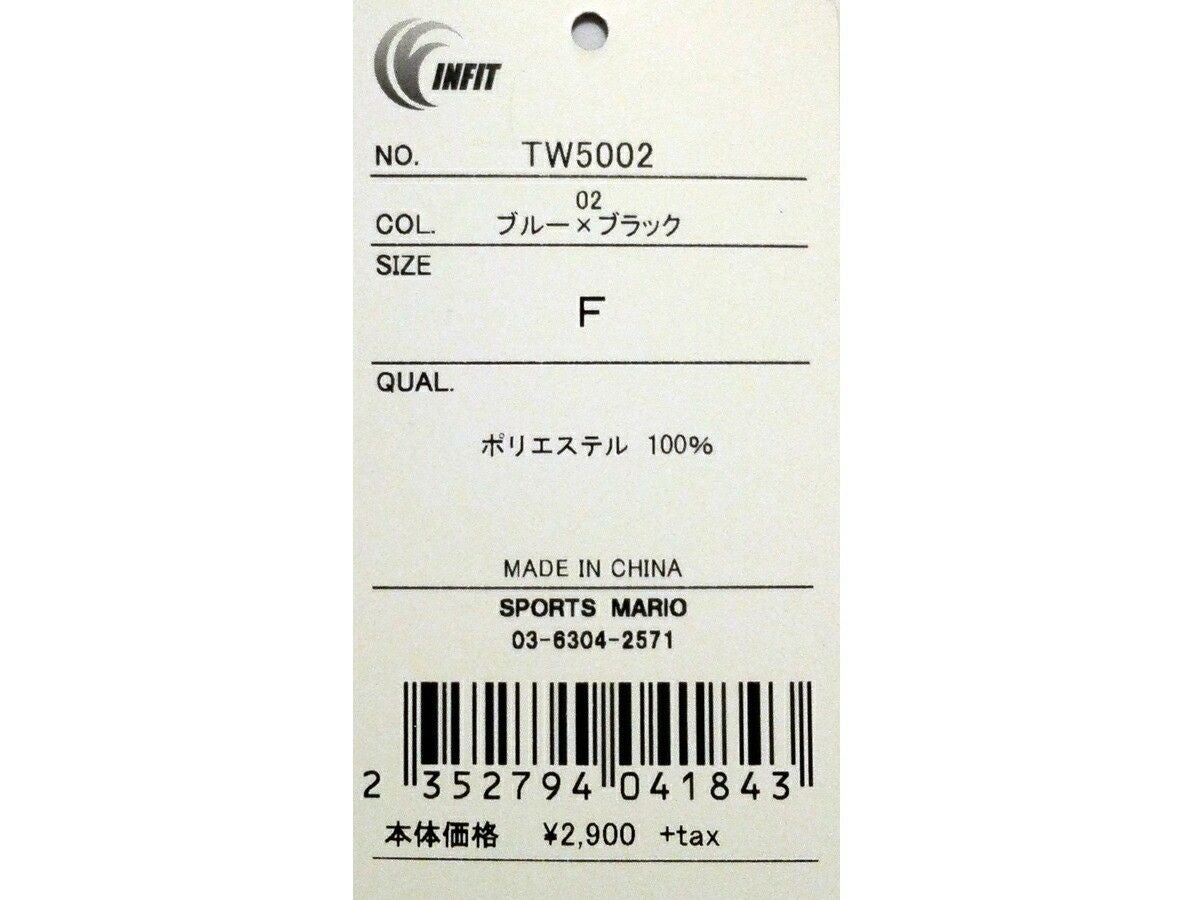 INFIT
NO. TW5002
02
COL. ブルー×ブラック
SIZE
F
QUAL.
ポリエステル 100%
MADE IN CHINA
SPORTS MARIO
03-6304-2571
2 352794 041843
本体価格 ¥2,900 +tax